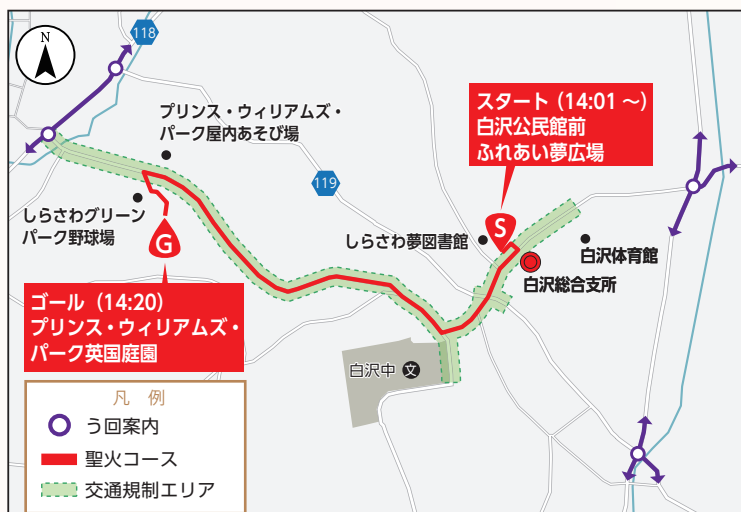 N
118
プリンス・ウィリアムズ・
パーク屋内あそび場
スタート（14:01 ～）
白沢公民館前
ふれあい夢広場
119
しらさわグリーン
パーク野球場
G
S
しらさわ夢図書館
白沢体育館
白沢総合支所
ゴール（14:20）
プリンス・ウィリアムズ・
パーク英国庭園
白沢中
文
凡 例
う回案内
聖火コース
交通規制エリア